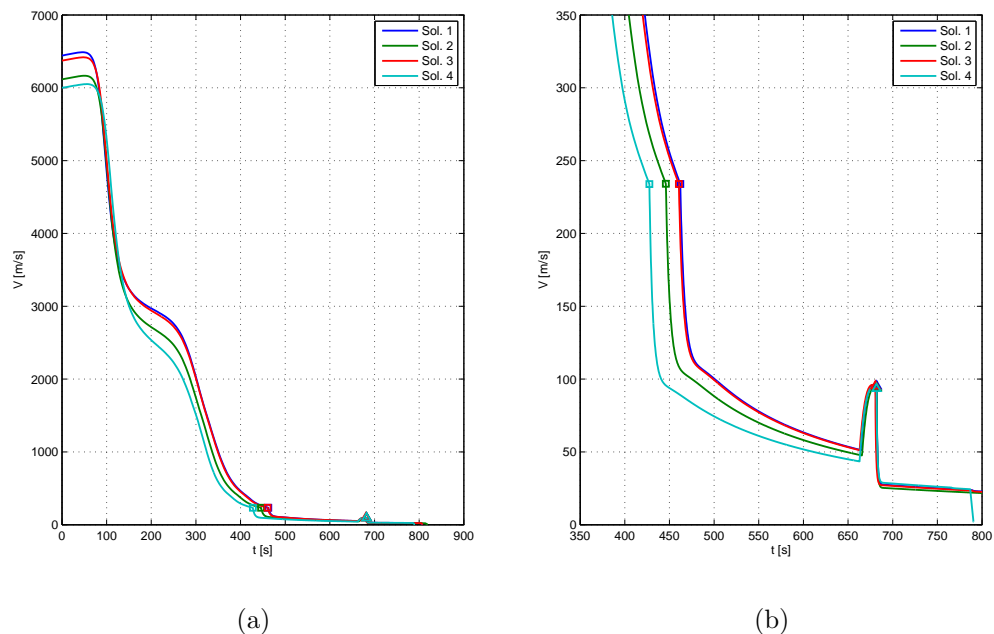 7000
6000
5000
4000
3000
2000
1000
0
V [m/s]
0 100 200 300 400 500 600 700 800 900
t [s]
Sol. 1
Sol. 2
Sol. 3
Sol. 4
(a)
350
300
250
200
150
100
50
0
V [m/s]
350 400 450 500 550 600 650 700 750 800
t [s]
Sol. 1
Sol. 2
Sol. 3
Sol. 4
(b)